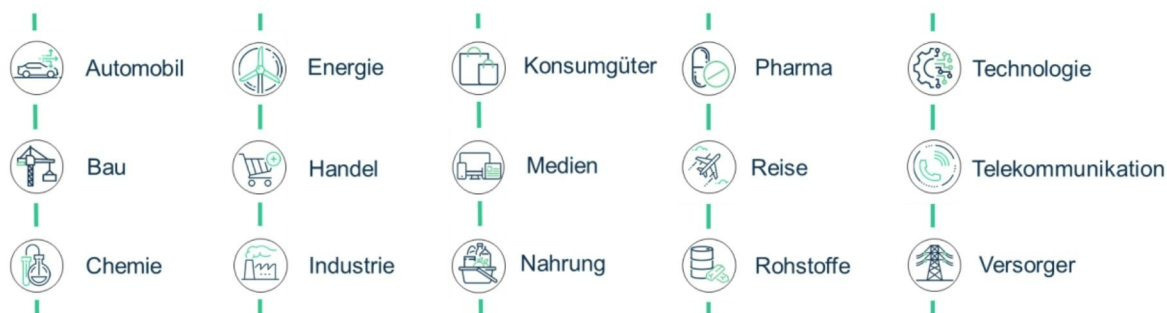 Automobil
Energie
Konsumgüter
Pharma
Technologie
Bau
Handel
Medien
Reise
Telekommunikation
Chemie
Industrie
Nahrung
Rohstoffe
Versorger